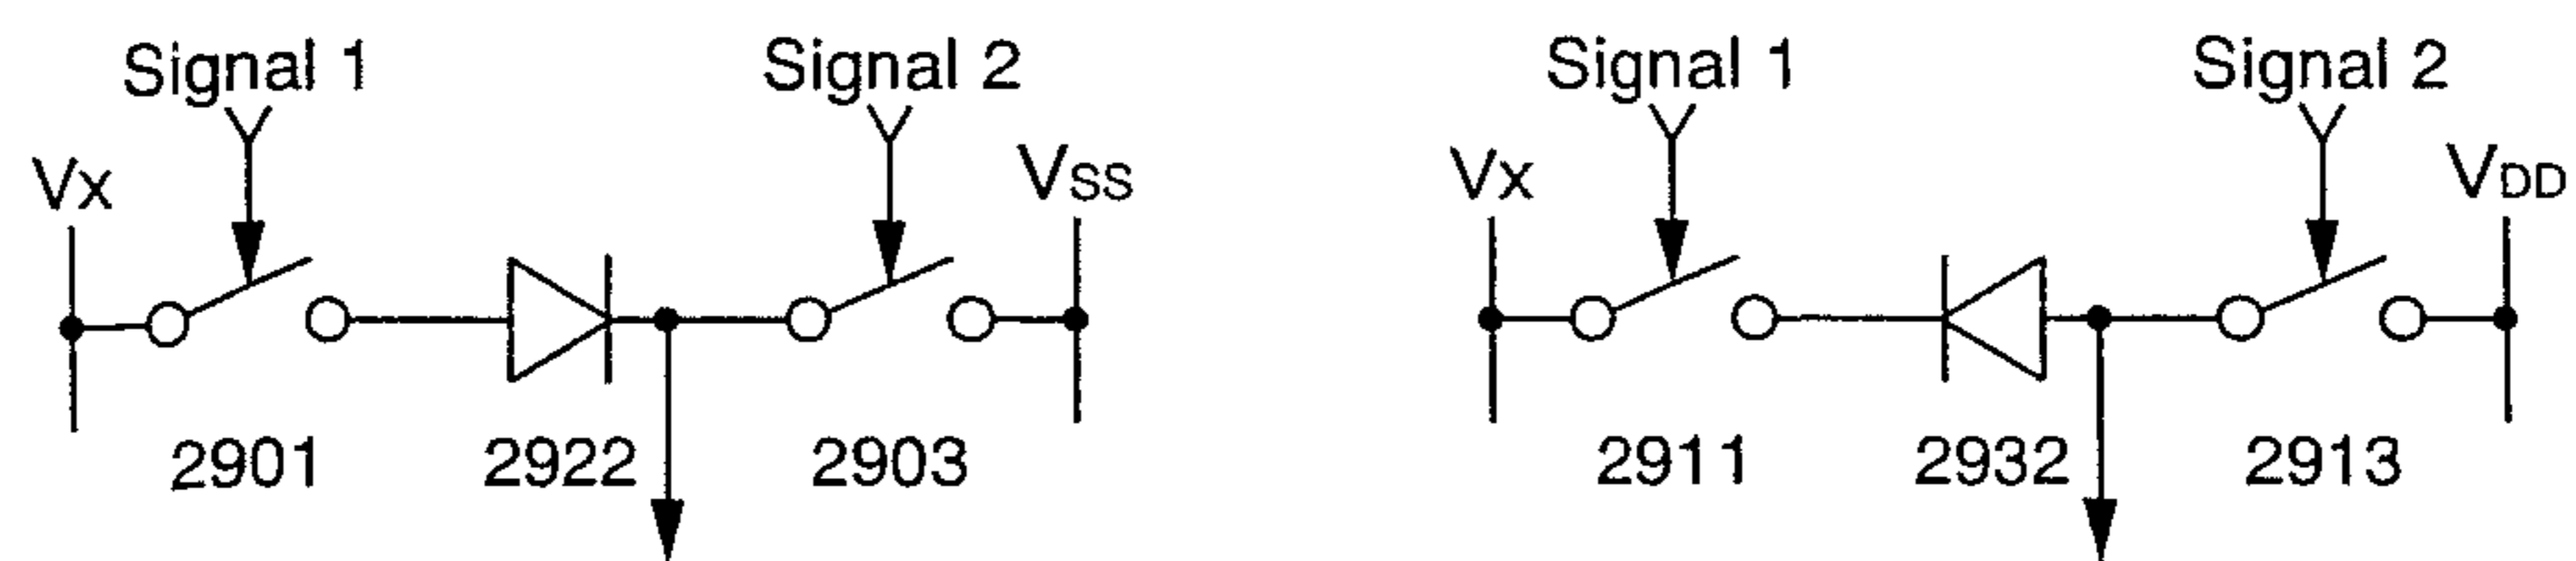 Signal 1 Signal 2 Signal 1 Signal 2
Vx VSS Vx VDD
2901 2922 2903 2911 2932 2913